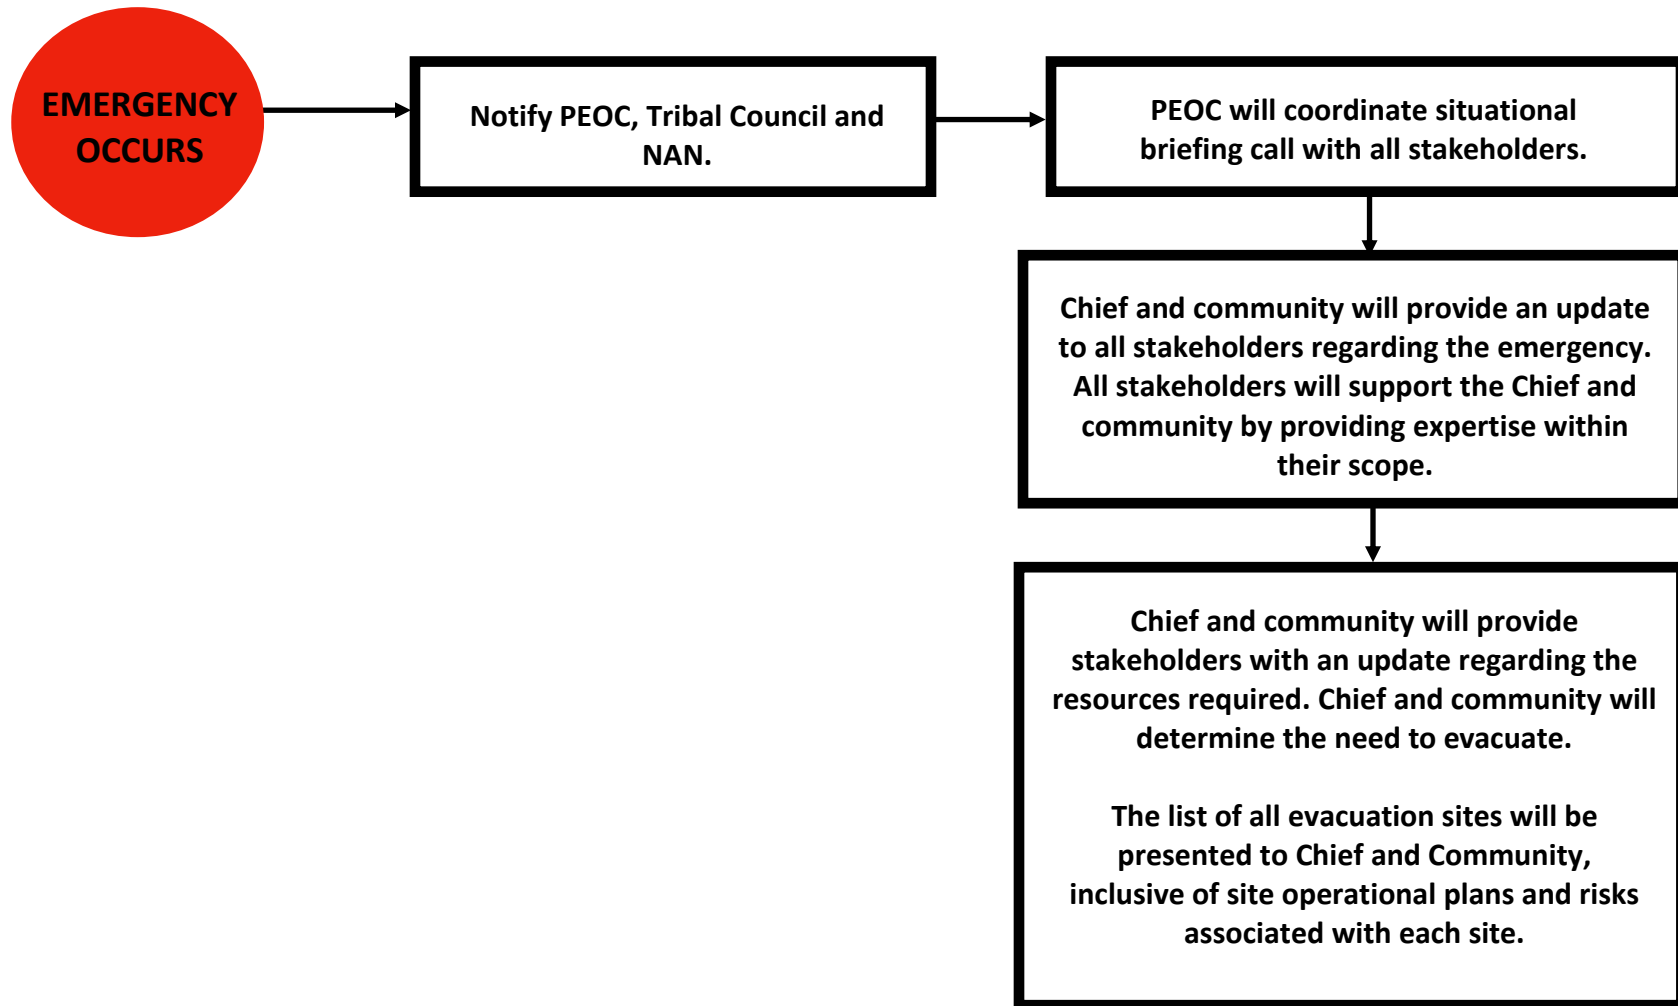 EMERGENCY
OCCURS
Notify PEOC, Tribal Council and
NAN.
PEOC will coordinate situational
briefing call with all stakeholders.
Chief and community will provide an update
to all stakeholders regarding the emergency.
All stakeholders will support the Chief and
community by providing expertise within
their scope.
Chief and community will provide
stakeholders with an update regarding the
resources required. Chief and community will
determine the need to evacuate.
The list of all evacuation sites will be
presented to Chief and Community,
inclusive of site operational plans and risks
associated with each site.